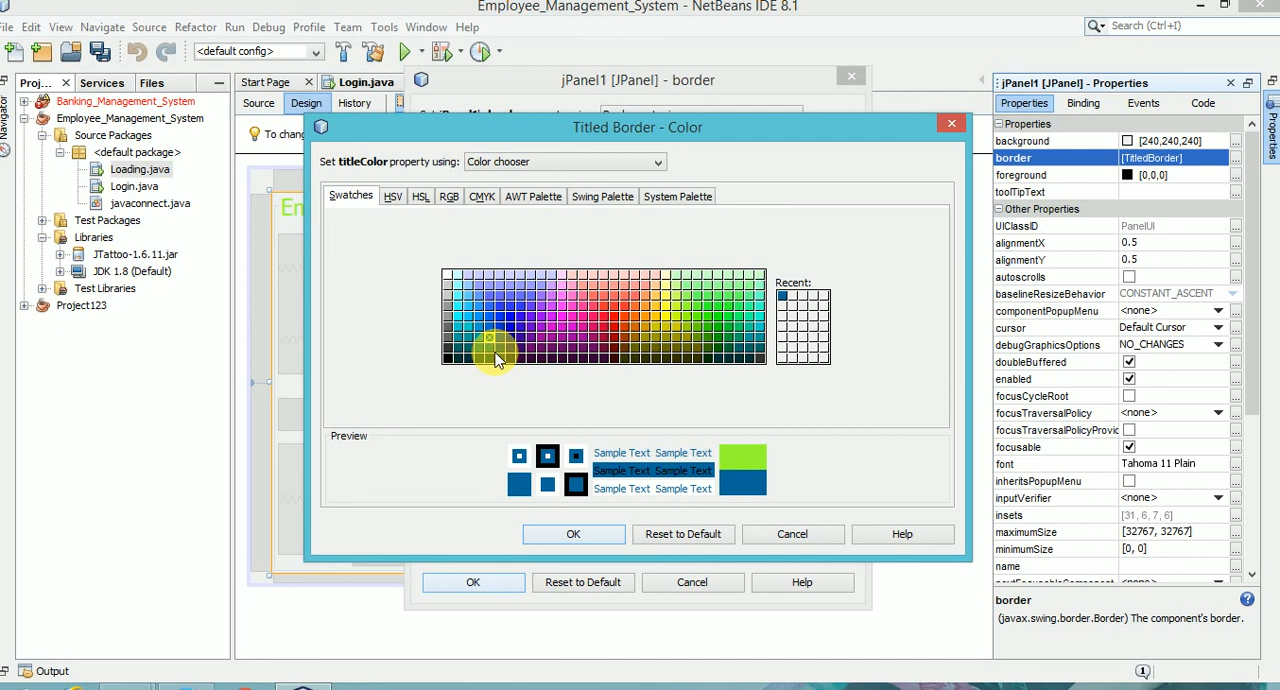 Employee_Management_System - NetBeans IDE 8.1
File Edit View Navigate Source Refactor Run Debug Profile Team Tools Window Help
Search (Ctrl+I)
<default config>
Proj... Services Files
Start Page Login.java
jPanel1 [JPanel] - border
jPanel1 [JPanel] - Properties
Navigator
Banking_Management_System
Employee_Management_System
Source Packages
<default package>
Loading.java
Login.java
javaconnect.java
Test Packages
Libraries
JTattoo-1.6.11.jar
JDK 1.8 (Default)
Test Libraries
Project123
Source Design History
To chang
Titled Border - Color
Set titleColor property using: Color chooser
Swatches HSV HSL RGB CMYK AWT Palette Swing Palette System Palette
Recent:
Preview
Sample Text Sample Text
Sample Text Sample Text
Sample Text Sample Text
OK Reset to Default Cancel Help
OK Reset to Default Cancel Help
Properties Binding Events Code
Properties
background [240,240,240]
border [TitledBorder]
foreground [0,0,0]
toolTipText
Other Properties
UIClassID PanelUI
alignmentX 0.5
alignmentY 0.5
autoscrolls
baselineResizeBehavior CONSTANT_ASCENT
componentPopupMenu <none>
cursor Default Cursor
debugGraphicsOptions NO_CHANGES
doubleBuffered
enabled
focusCycleRoot
focusTraversalPolicy <none>
focusTraversalPolicyProvic
focusable
font Tahoma 11 Plain
inheritsPopupMenu
inputVerifier <none>
insets [31, 6, 7, 6]
maximumSize [32767, 32767]
minimumSize [0, 0]
name
border
(javax.swing.border.Border) The component's border.
Properties
Output
1